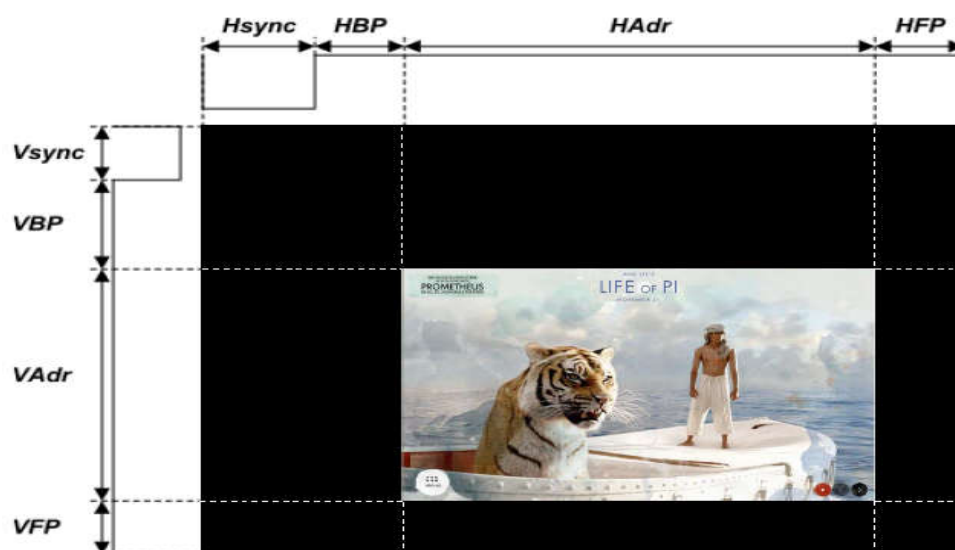 Hsync HBP HAdr HFP
Vsync
VBP
PROMETHEUS
LIFE OF PI
VAdr
VFP